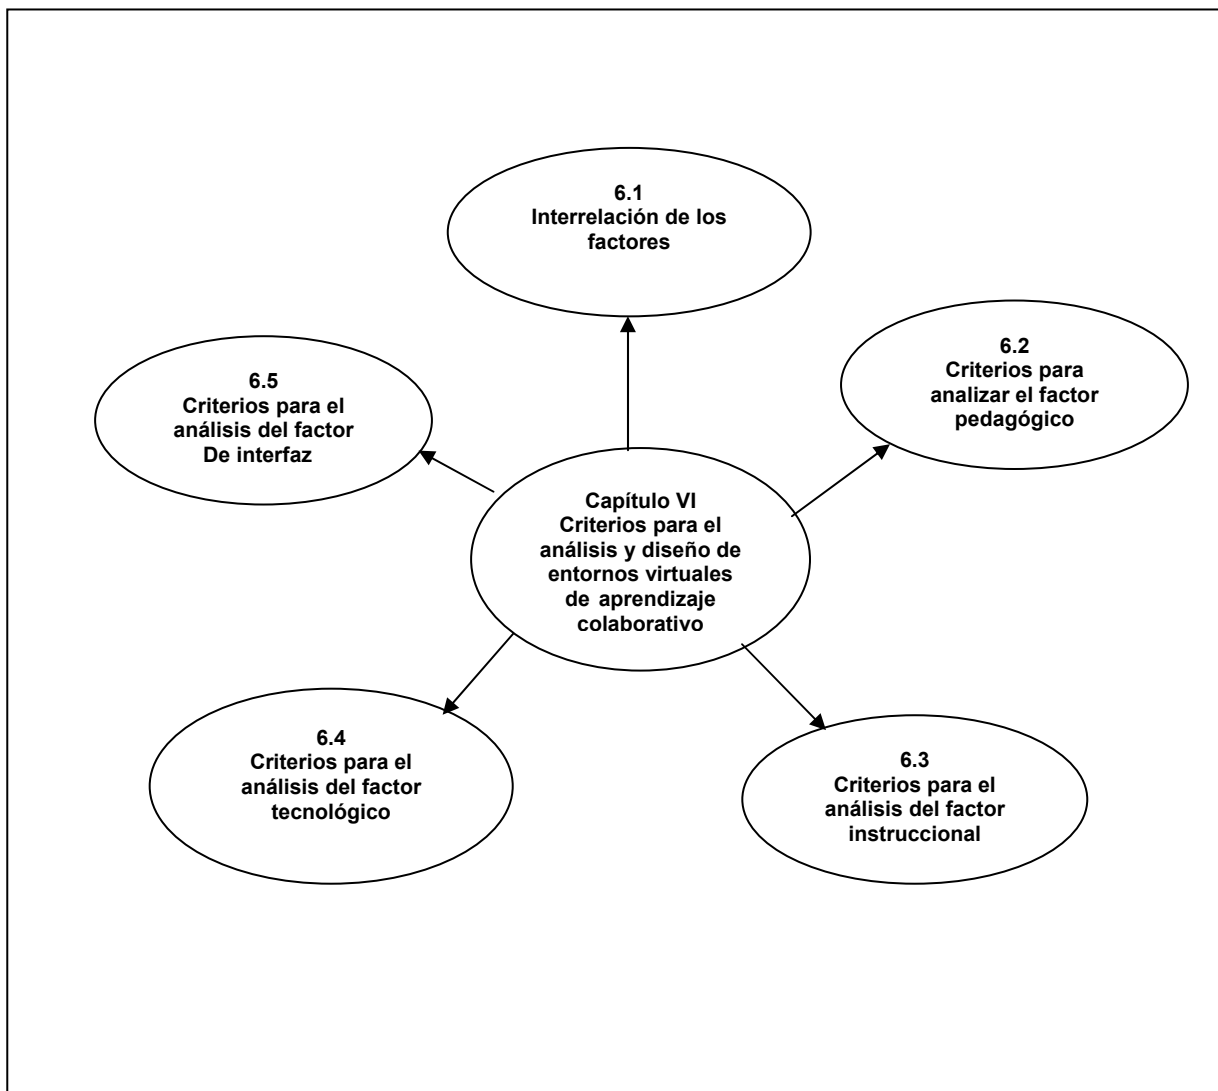 6.1
Interrelación de los
factores
6.2
Criterios para
analizar el factor
pedagógico
6.5
Criterios para el
análisis del factor
De interfaz
Capítulo VI
Criterios para el
análisis y diseño de
entornos virtuales
de aprendizaje
colaborativo
6.4
Criterios para el
análisis del factor
tecnológico
6.3
Criterios para el
análisis del factor
instruccional